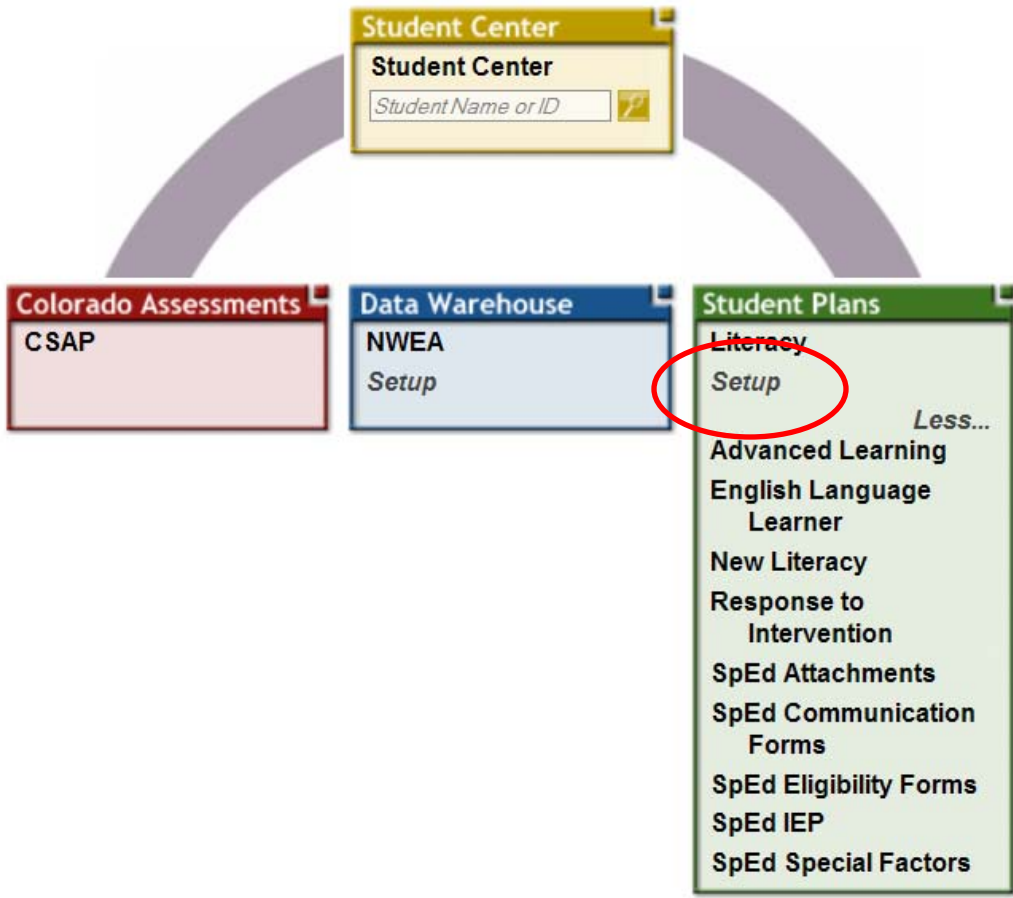 Student Center
Student Center
Student Name or ID
Colorado Assessments
CSAP
Data Warehouse
NWEA
Setup
Student Plans
Literacy
Setup
Less...
Advanced Learning
English Language
Learner
New Literacy
Response to
Intervention
SpEd Attachments
SpEd Communication
Forms
SpEd Eligibility Forms
SpEd IEP
SpEd Special Factors